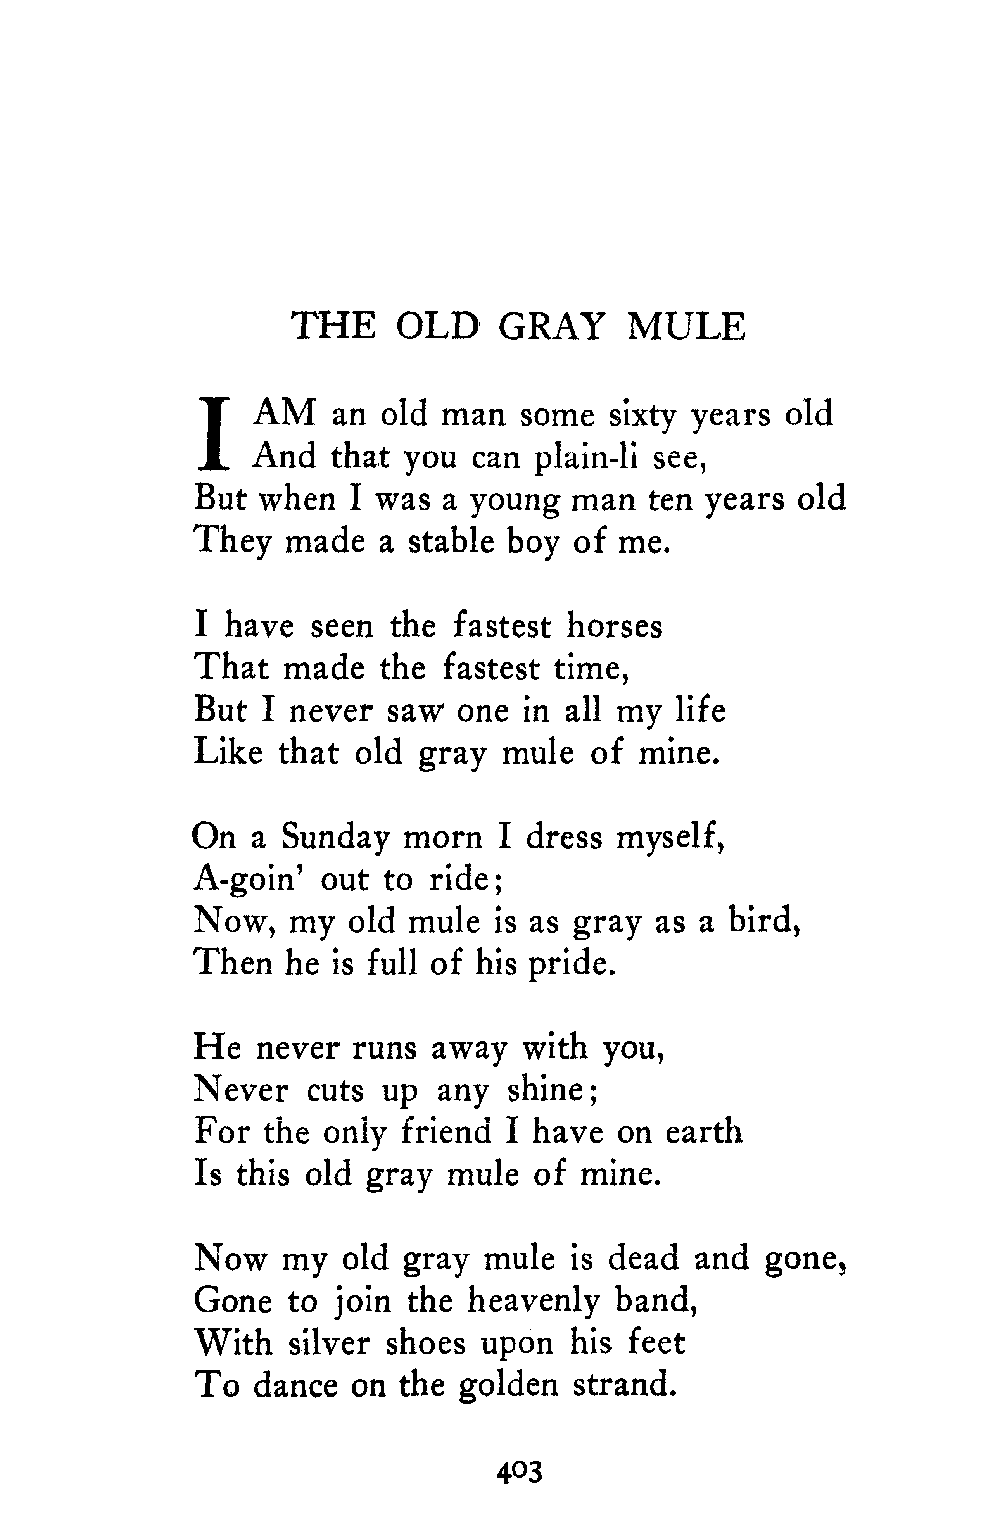 THE OLD GRAY MULE
I AM an old man some sixty years old
And that you can plain-li see,
But when I was a young man ten years old
They made a stable boy of me.
I have seen the fastest horses
That made the fastest time,
But I never saw one in all my life
Like that old gray mule of mine.
On a Sunday morn I dress myself,
A-goin' out to ride;
Now, my old mule is as gray as a bird,
Then he is full of his pride.
He never runs away with you,
Never cuts up any shine;
For the only friend I have on earth
Is this old gray mule of mine.
Now my old gray mule is dead and gone,
Gone to join the heavenly band,
With silver shoes upon his feet
To dance on the golden strand.
403